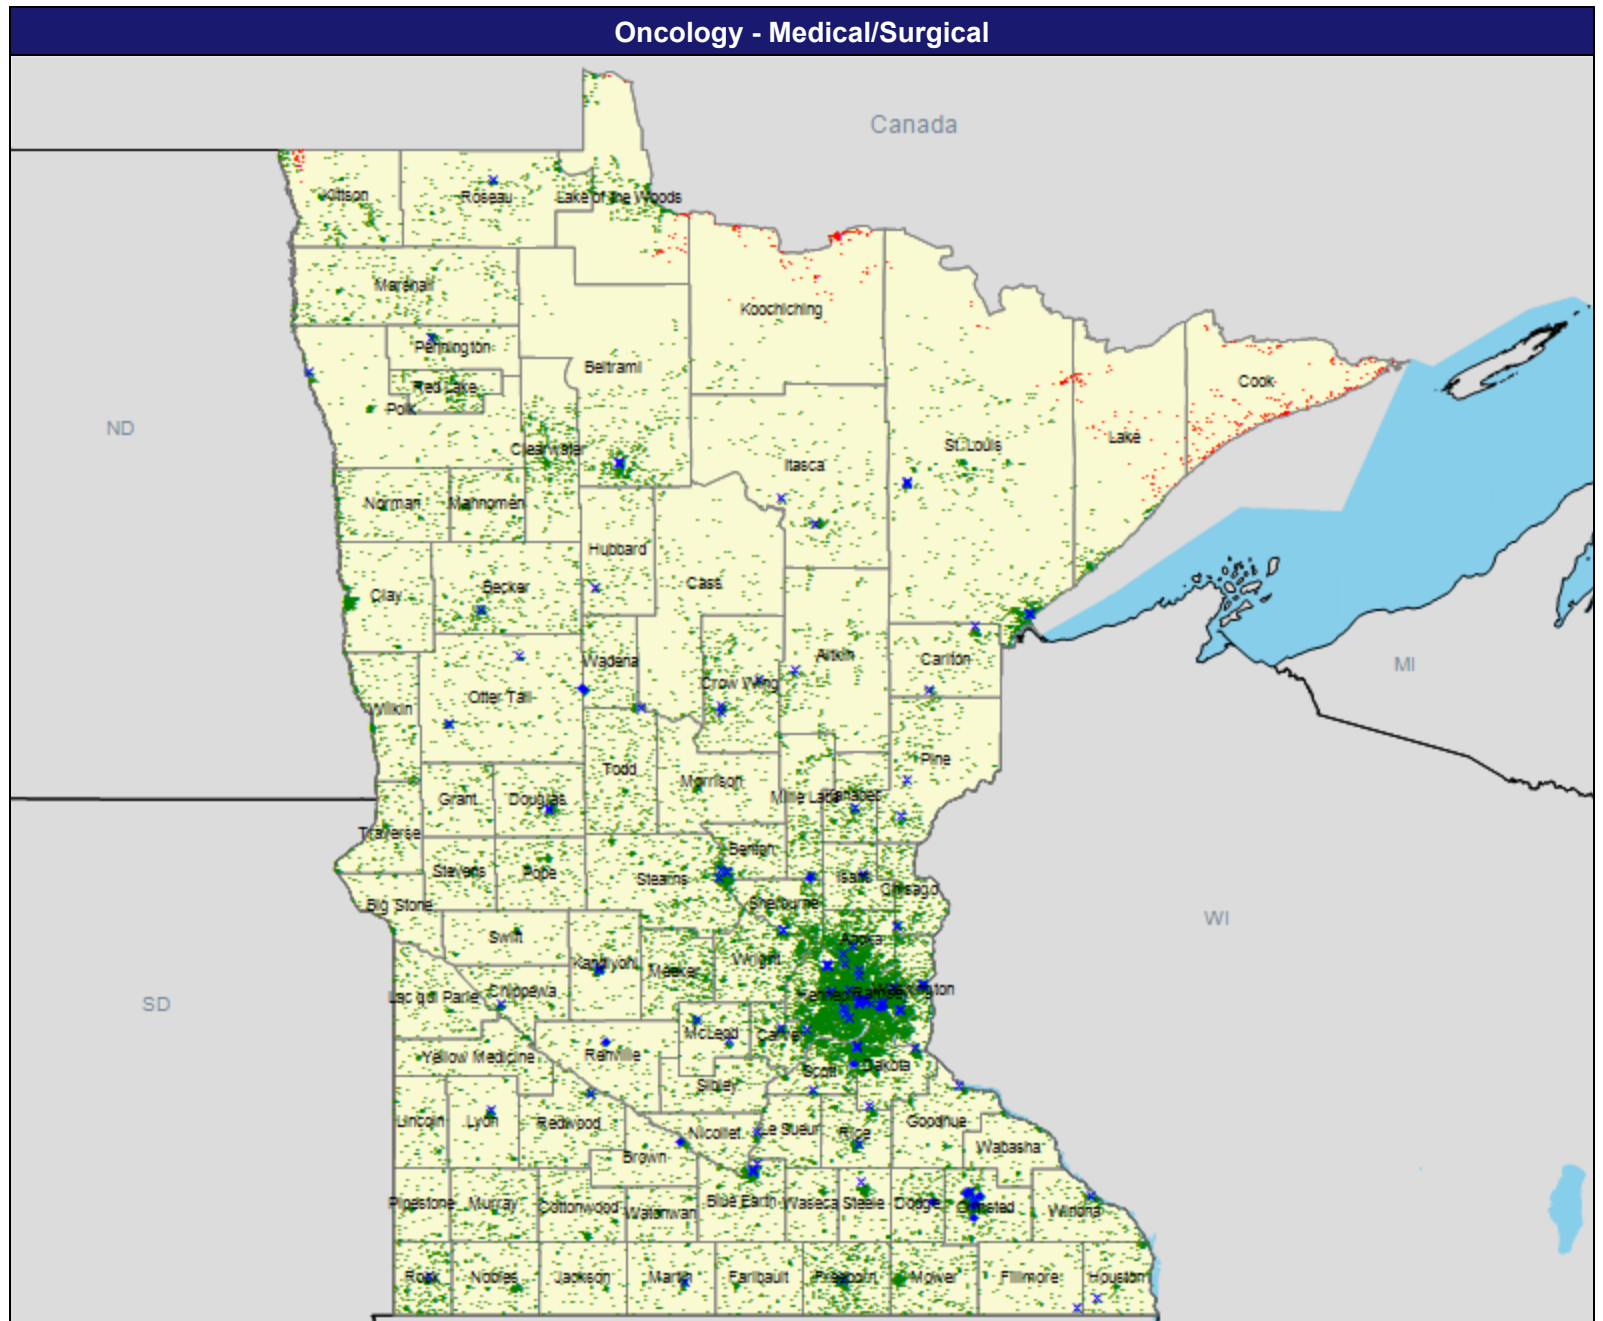 Oncology - Medical/Surgical
Canada
Kittson
Roseau
Lake of the Woods
Marshall
Koochiching
Pennington
Beltrami
Red Lake
Cook
Polk
ND
Lake
St. Louis
Clearwater
Itasca
Norman
Mahnomen
Hubbard
Cass
Becker
Clay
Aitkin
Carlton
Wadena
MI
Crow Wing
Otter Tail
Wilkin
Pine
Todd
Morrison
Mille Lacs
Kanabec
Grant
Douglas
Traverse
Benton
Stevens
Pope
Stearns
Isanti
Chisago
Big Stone
Sherburne
WI
Swift
Anoka
Wright
Kandiyohi
Meeker
Chippewa
Lac qui Parle
Hennepin
Ramsey
Washington
SD
McLeod
Carver
Renville
Yellow Medicine
Scott
Dakota
Sibley
Lincoln
Lyon
Redwood
Nicollet
Le Sueur
Rice
Goodhue
Wabasha
Brown
Pipestone
Murray
Cottonwood
Watonwan
Blue Earth
Waseca
Steele
Dodge
Olmsted
Winona
Rock
Nobles
Jackson
Martin
Faribault
Freeborn
Mower
Fillmore
Houston